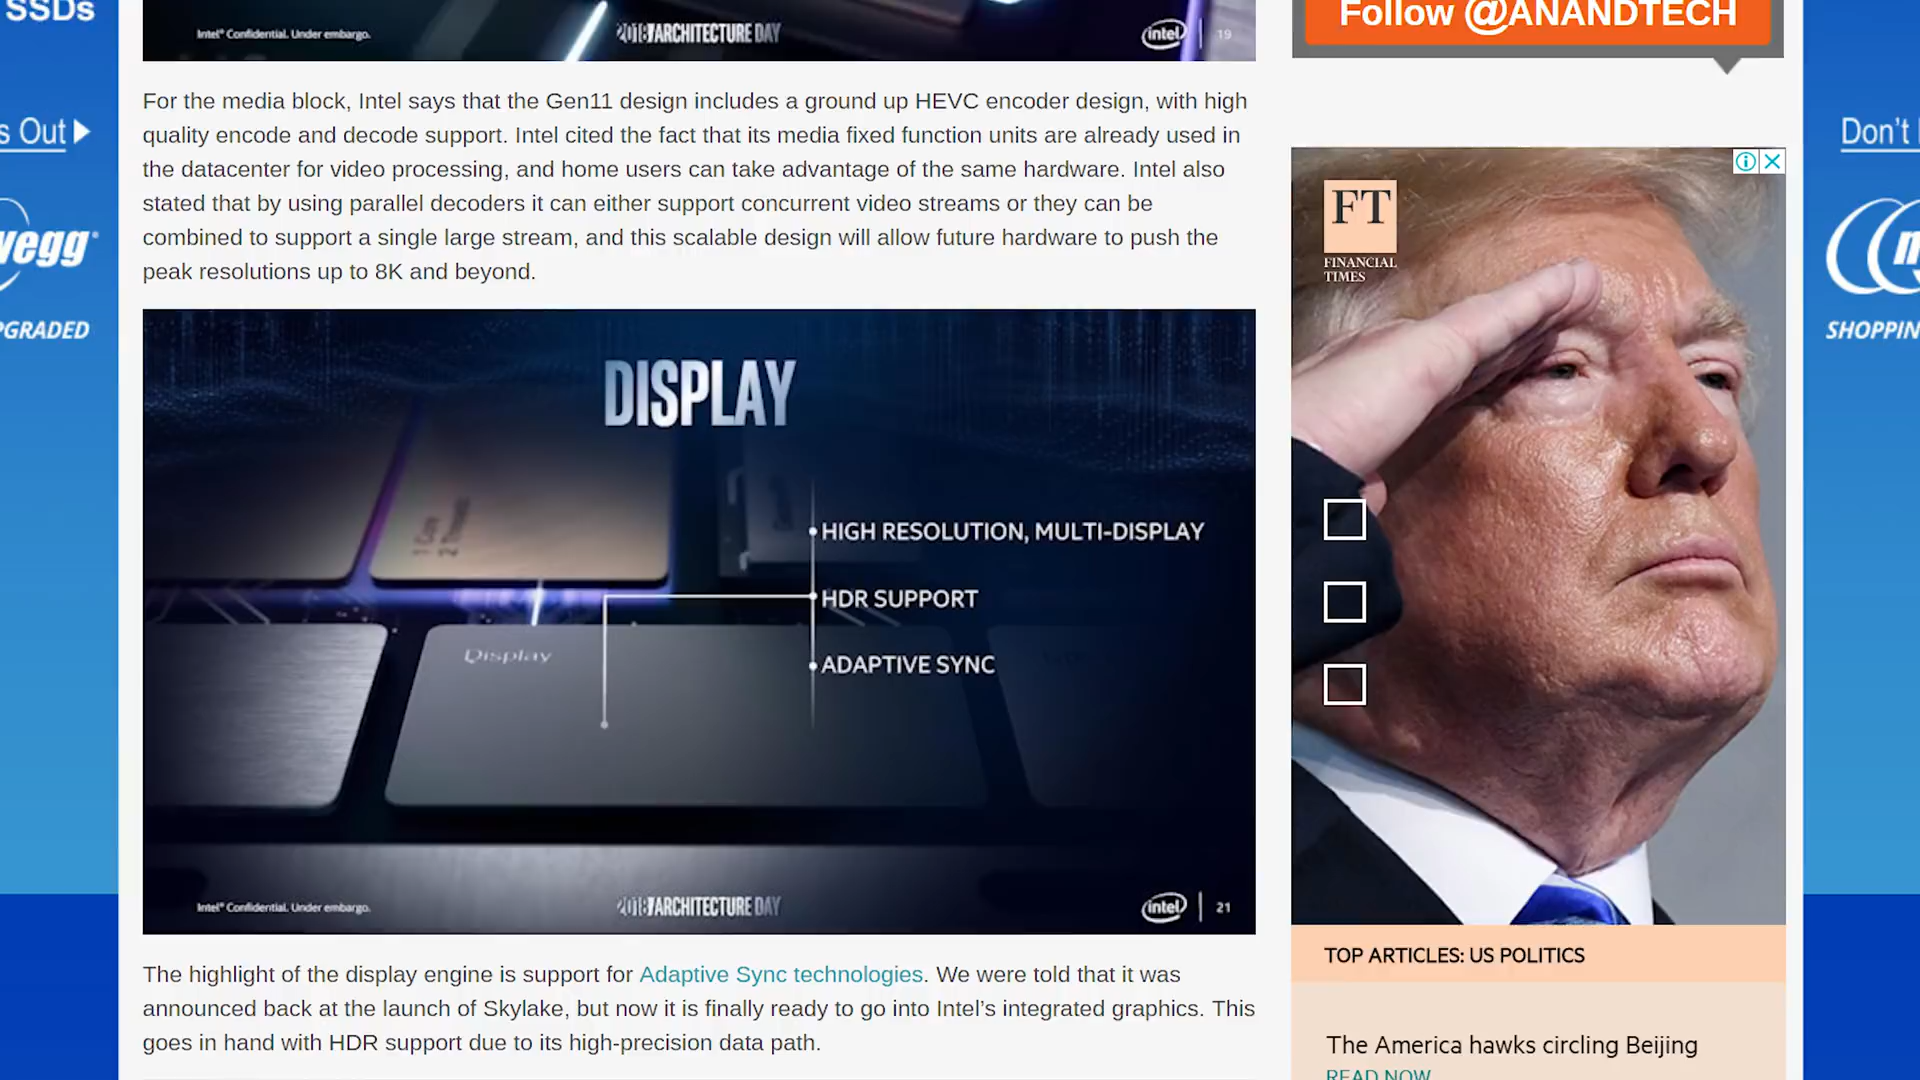 SSDs
Intel® Confidential. Under embargo.
2018 ARCHITECTURE DAY
intel
19
Follow @ANANDTECH
s Out
wegg
PGRADED
Don't
SHOPPIN
For the media block, Intel says that the Gen11 design includes a ground up HEVC encoder design, with high
quality encode and decode support. Intel cited the fact that its media fixed function units are already used in
the datacenter for video processing, and home users can take advantage of the same hardware. Intel also
stated that by using parallel decoders it can either support concurrent video streams or they can be
combined to support a single large stream, and this scalable design will allow future hardware to push the
peak resolutions up to 8K and beyond.
DISPLAY
HIGH RESOLUTION, MULTI-DISPLAY
HDR SUPPORT
ADAPTIVE SYNC
Display
Intel® Confidential. Under embargo.
2018 ARCHITECTURE DAY
intel
21
The highlight of the display engine is support for Adaptive Sync technologies. We were told that it was
announced back at the launch of Skylake, but now it is finally ready to go into Intel's integrated graphics. This
goes in hand with HDR support due to its high-precision data path.
FT
FINANCIAL
TIMES
TOP ARTICLES: US POLITICS
The America hawks circling Beijing
READ NOW